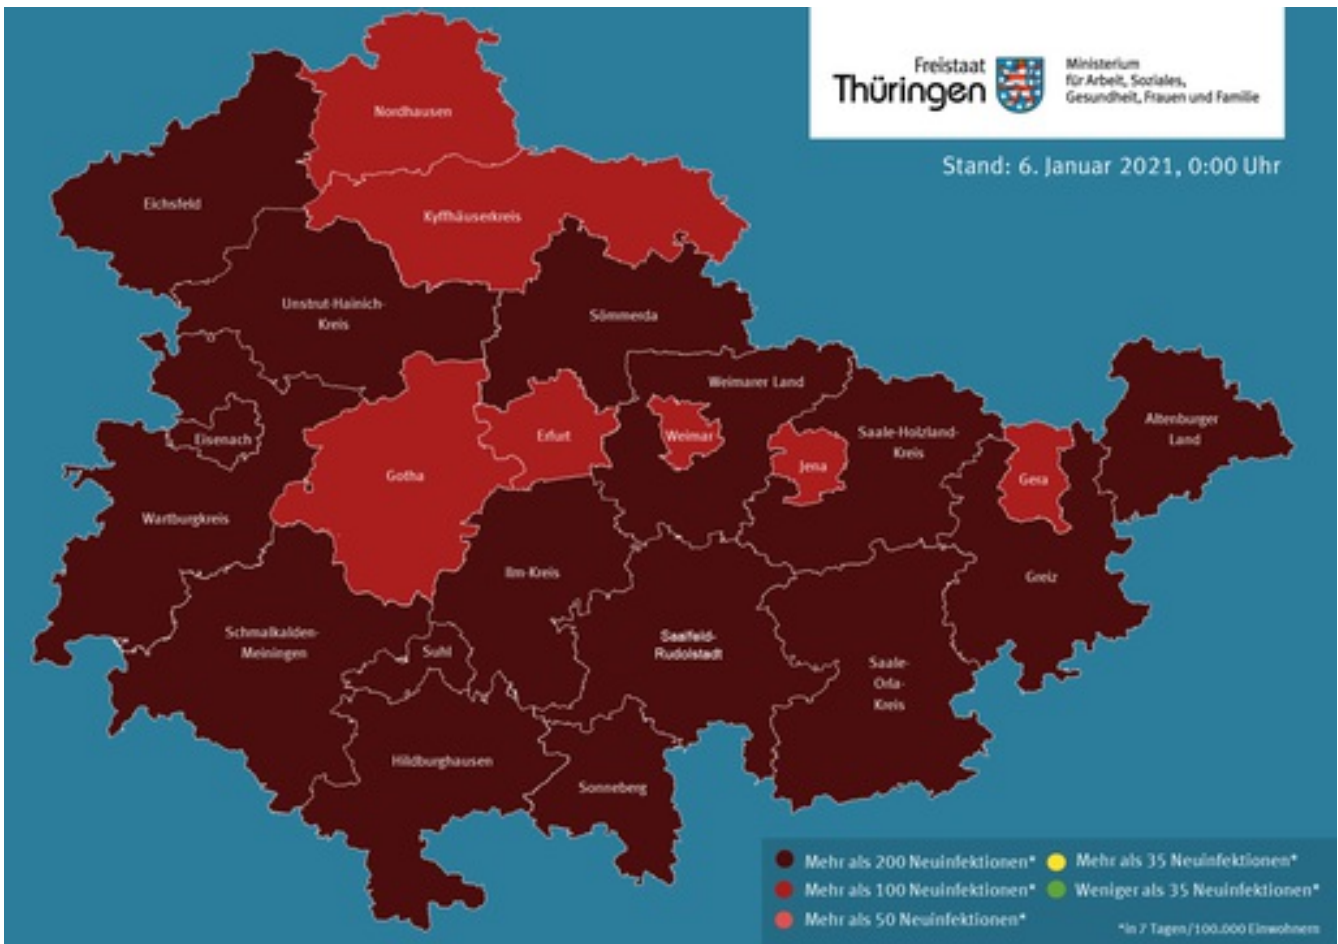 Freistaat
Thüringen
Ministerium
für Arbeit, Soziales,
Gesundheit, Frauen und Familie
Stand: 6. Januar 2021, 0:00 Uhr
Nordhausen
Eichsfeld
Kyffhäuserkreis
Unstrut-Hainich-
Kreis
Sömmerda
Weimarer Land
Altenburger
Land
Eisenach
Erfurt
Weimar
Saale-Holzland-
Kreis
Jena
Gotha
Gera
Wartburgkreis
Ilm-Kreis
Greiz
Schmalkalden-
Meiningen
Suhl
Saalfeld-
Rudolstadt
Saale-
Orla-
Kreis
Hildburghausen
Sonneberg
Mehr als 200 Neuinfektionen*
Mehr als 35 Neuinfektionen*
Mehr als 100 Neuinfektionen*
Weniger als 35 Neuinfektionen*
Mehr als 50 Neuinfektionen*
*in 7 Tagen/100.000 Einwohnern